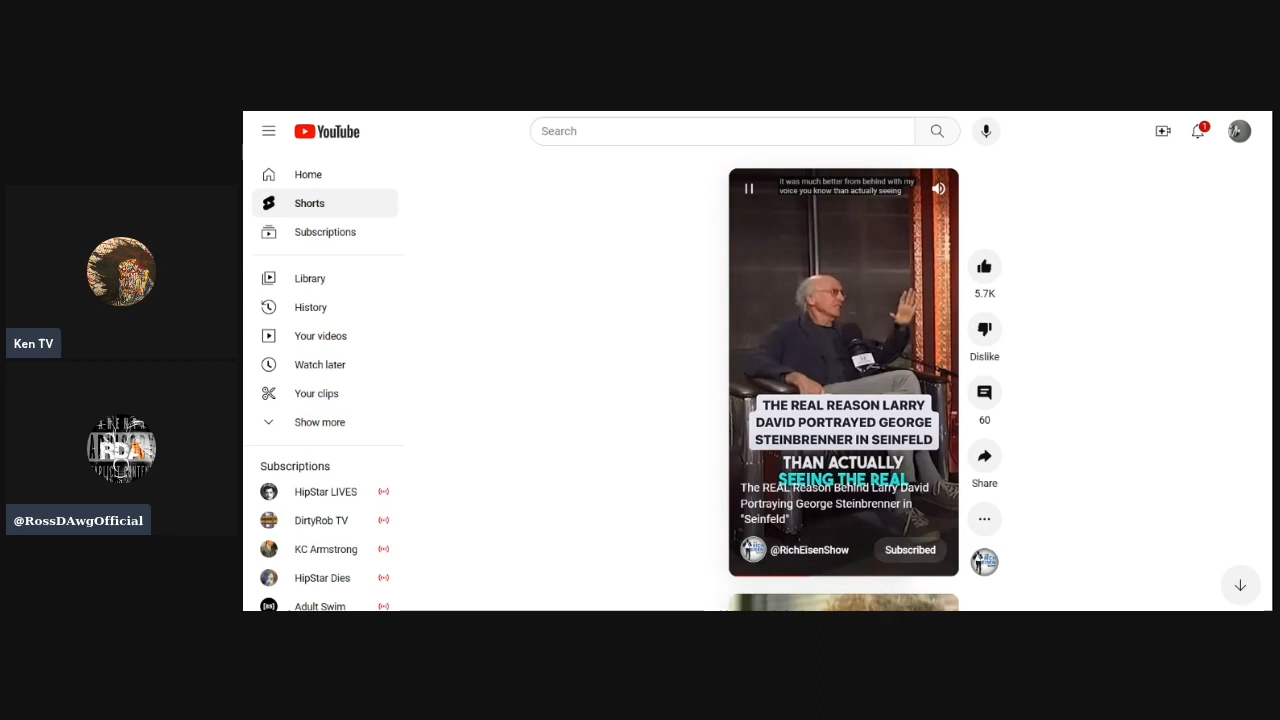 YouTube
Search
1
Home
Shorts
Subscriptions
Library
History
Your videos
Watch later
Your clips
Show more
Subscriptions
HipStar LIVES
DirtyRob TV
KC Armstrong
HipStar Dies
Adult Swim
Ken TV
RDA
@RossDAwgOfficial
It was much better from behind with my
voice you know than actually seeing
THE REAL REASON LARRY
DAVID PORTRAYED GEORGE
STEINBRENNER IN SEINFELD
THAN ACTUALLY
SEEING THE REAL
The REAL Reason Behind Larry David
Portraying George Steinbrenner in
"Seinfeld"
@RichEisenShow
Subscribed
5.7K
Dislike
60
Share